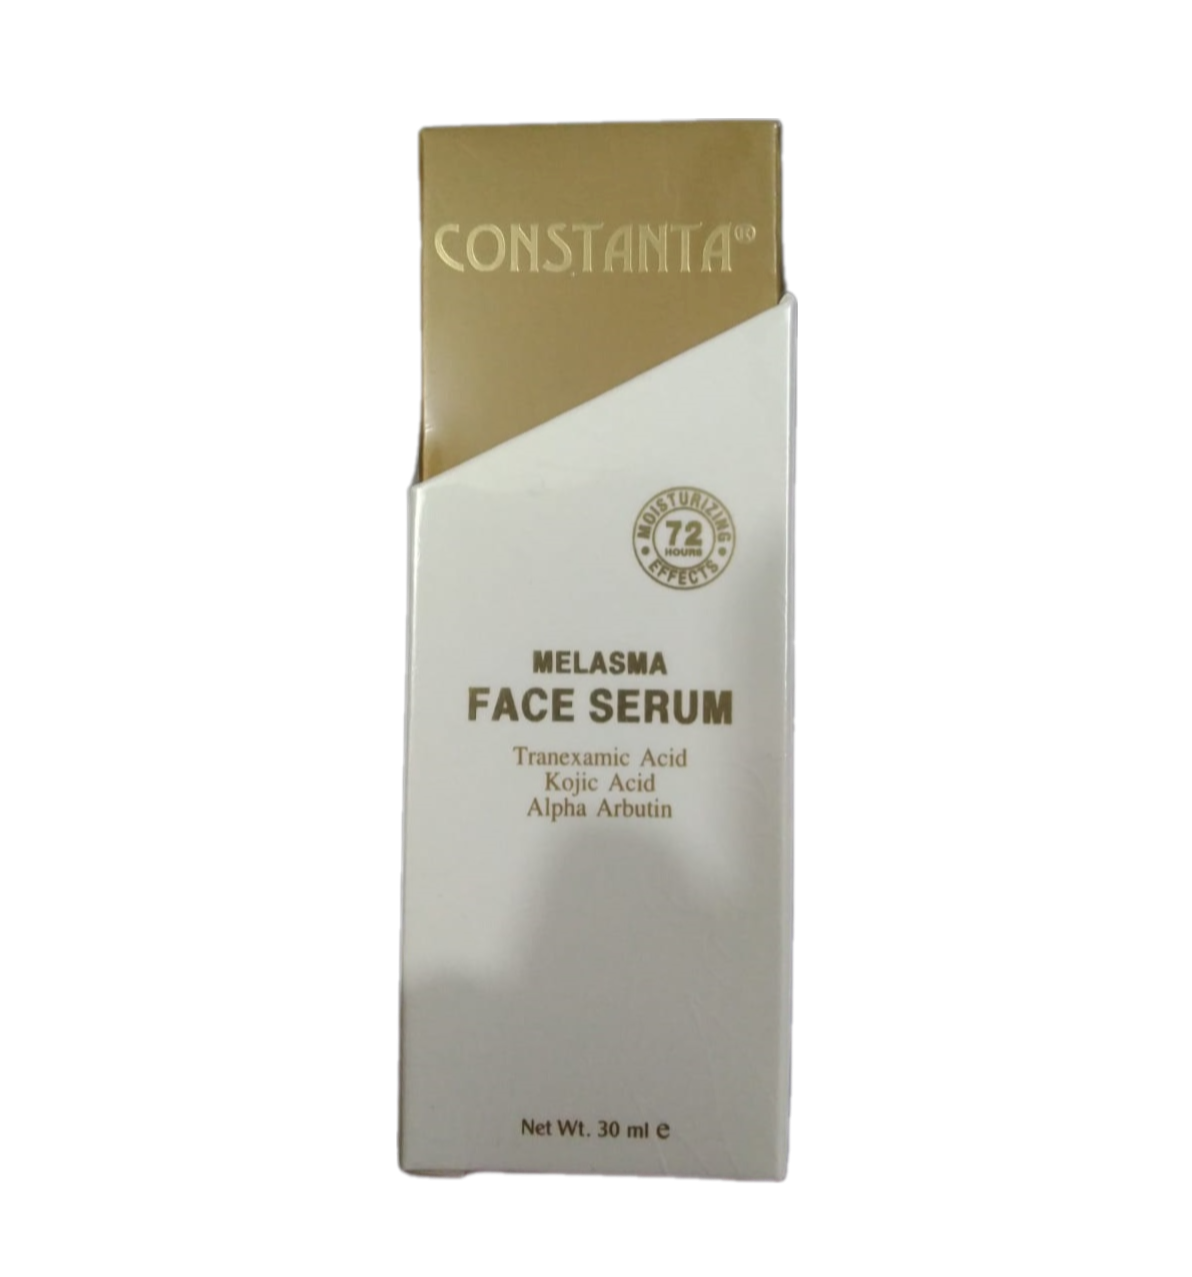 CONSTANTA®
MOISTURIZING
72
HOURS
EFFECTS
MELASMA
FACE SERUM
Tranexamic Acid
Kojic Acid
Alpha Arbutin
Net Wt. 30 ml e